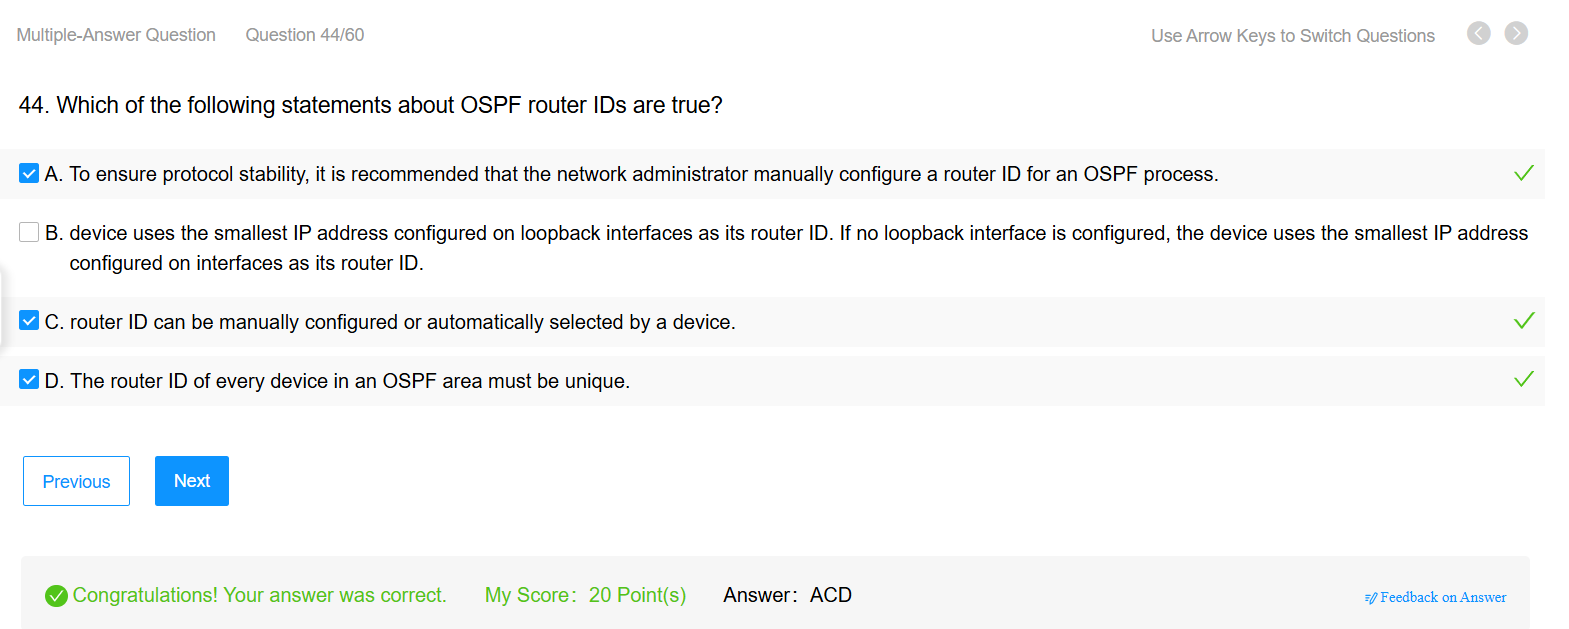 Multiple-Answer Question Question 44/60 Use Arrow Keys to Switch Questions
44. Which of the following statements about OSPF router IDs are true?
A. To ensure protocol stability, it is recommended that the network administrator manually configure a router ID for an OSPF process.
B. device uses the smallest IP address configured on loopback interfaces as its router ID. If no loopback interface is configured, the device uses the smallest IP address
configured on interfaces as its router ID.
C. router ID can be manually configured or automatically selected by a device.
D. The router ID of every device in an OSPF area must be unique.
Previous Next
Congratulations! Your answer was correct. My Score: 20 Point(s) Answer: ACD Feedback on Answer